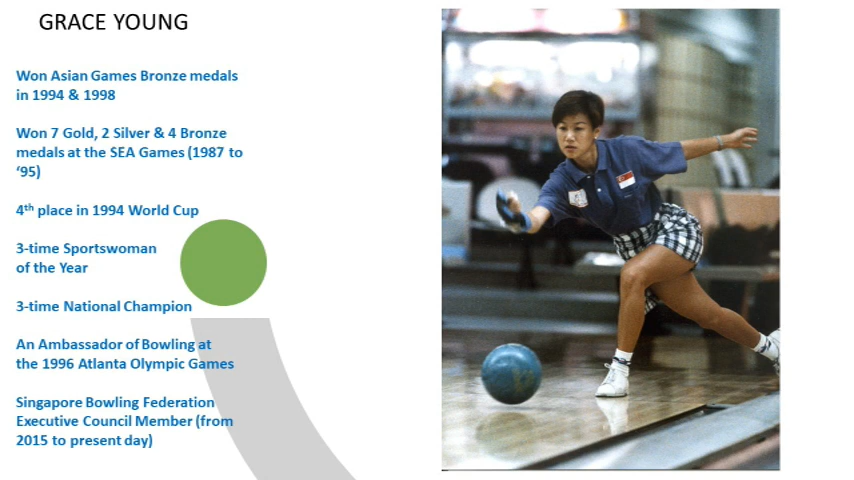 GRACE YOUNG
Won Asian Games Bronze medals
in 1994 & 1998
Won 7 Gold, 2 Silver & 4 Bronze
medals at the SEA Games (1987 to
‘95)
4th place in 1994 World Cup
3-time Sportswoman
of the Year
3-time National Champion
An Ambassador of Bowling at
the 1996 Atlanta Olympic Games
Singapore Bowling Federation
Executive Council Member (from
2015 to present day)